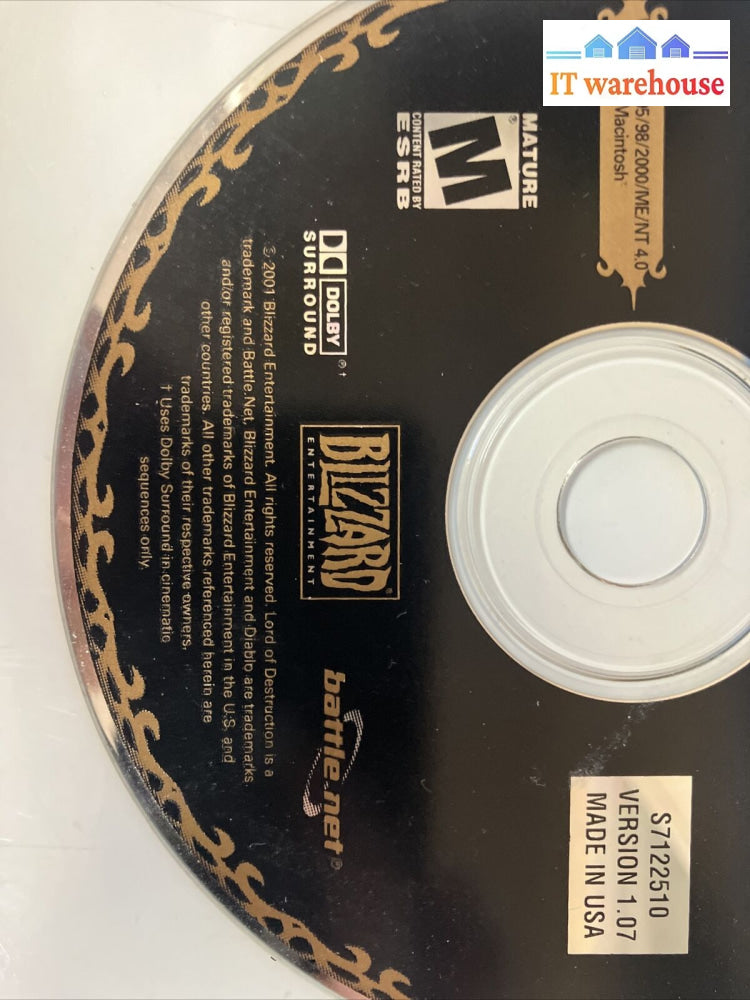 IT warehouse
95/98/2000/ME/NT 4.0
Macintosh
MATURE
M®
CONTENT RATED BY
ESRB
DOLBY ® †
SURROUND
BLIZZARD®
ENTERTAINMENT
battle.net®
© 2001 Blizzard Entertainment. All rights reserved. Lord of Destruction is a
trademark and Battle.Net, Blizzard Entertainment and Diablo are trademarks
and/or registered trademarks of Blizzard Entertainment in the U.S. and
other countries. All other trademarks referenced herein are
trademarks of their respective owners.
† Uses Dolby Surround in cinematic
sequences only.
S7122510
VERSION 1.07
MADE IN USA